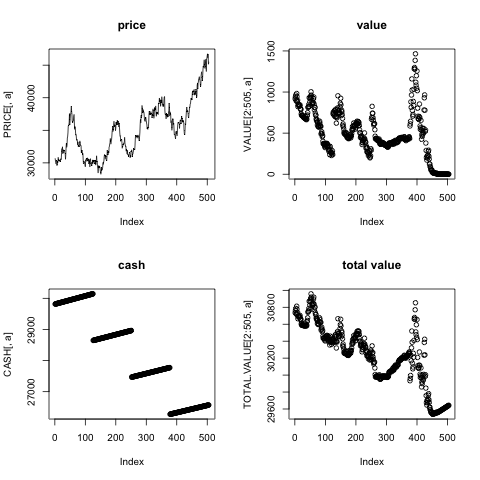 price
PRICE[, a]
40000
30000
0 100 200 300 400 500
Index
value
VALUE[2:505, a]
1500
1000
500
0
0 100 200 300 400 500
Index
cash
CASH[, a]
29000
27000
0 100 200 300 400 500
Index
total value
TOTAL.VALUE[2:505, a]
30800
30200
29600
0 100 200 300 400 500
Index